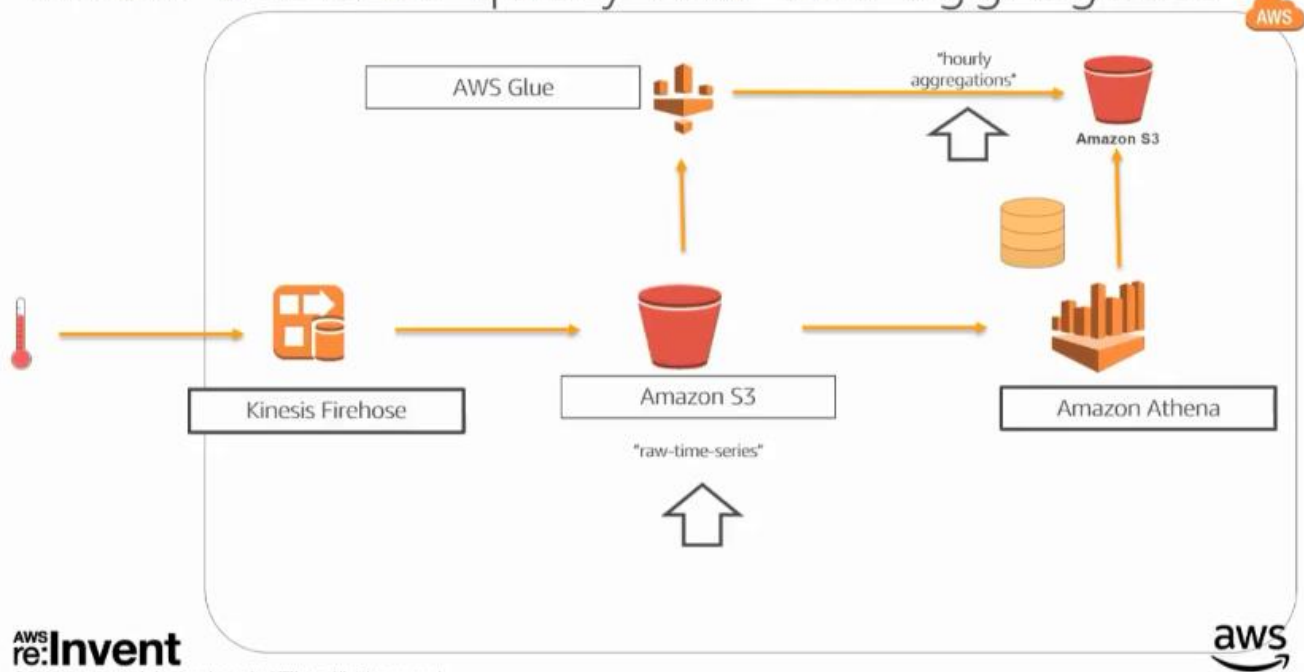 AWS
AWS Glue
"hourly
aggregations"
Amazon S3
Kinesis Firehose
Amazon S3
Amazon Athena
"raw-time-series"
AWS
re:Invent
aws